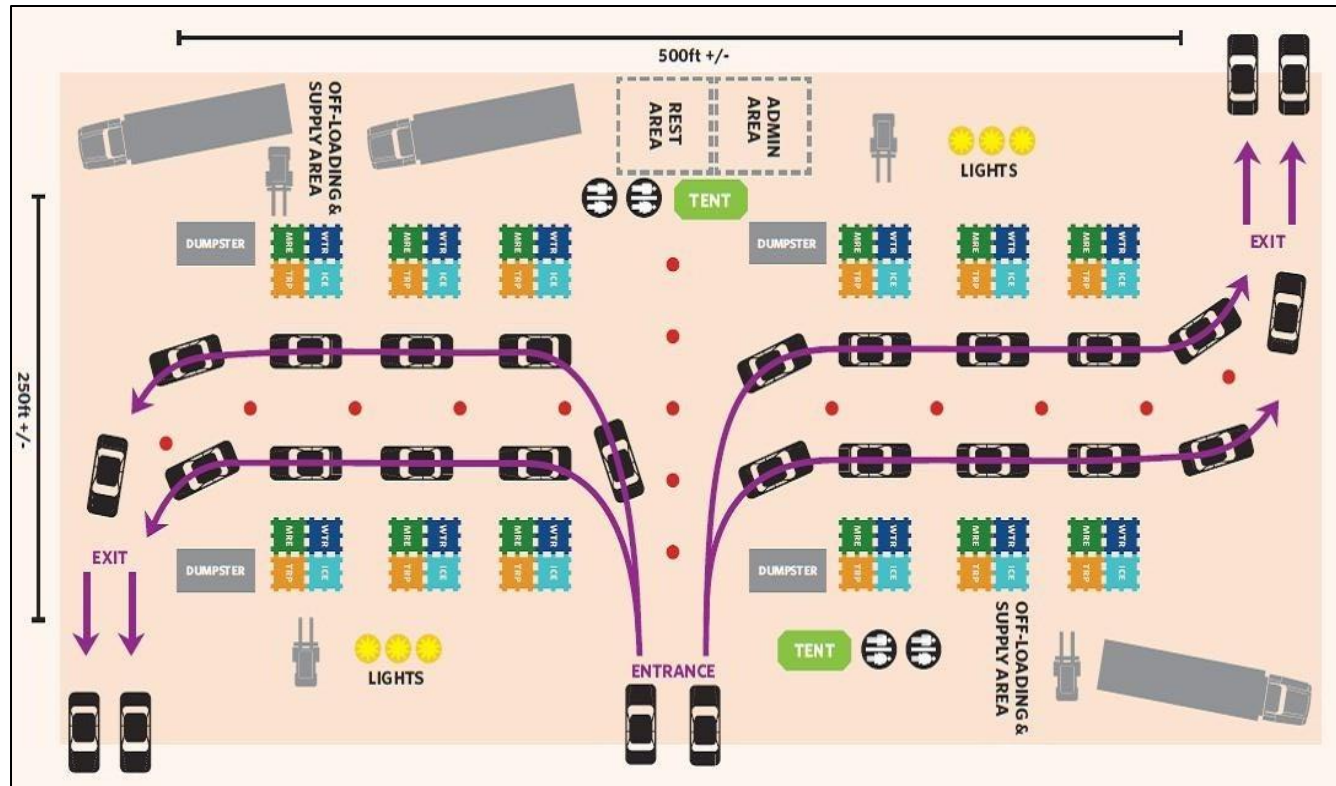 500ft +/-
OFF-LOADING &
SUPPLY AREA
REST
AREA
ADMIN
AREA
LIGHTS
TENT
EXIT
DUMPSTER
MRE WTR
TRP ICE
MRE WTR
TRP ICE
MRE WTR
TRP ICE
DUMPSTER
MRE WTR
TRP ICE
MRE WTR
TRP ICE
MRE WTR
TRP ICE
250ft +/-
EXIT
DUMPSTER
MRE WTR
TRP ICE
MRE WTR
TRP ICE
MRE WTR
TRP ICE
DUMPSTER
MRE WTR
TRP ICE
MRE WTR
TRP ICE
MRE WTR
TRP ICE
LIGHTS
ENTRANCE
TENT
OFF-LOADING &
SUPPLY AREA